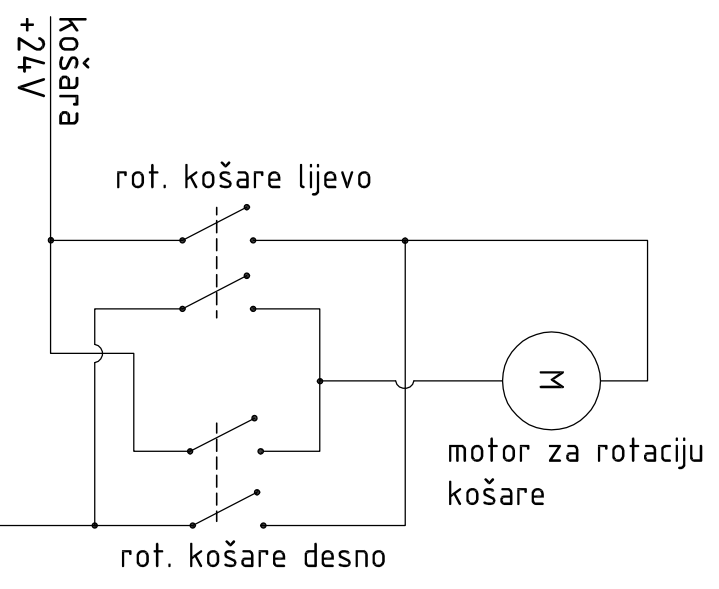 košara
+24V
rot. košare lijevo
M
motor za rotaciju
košare
rot. košare desno